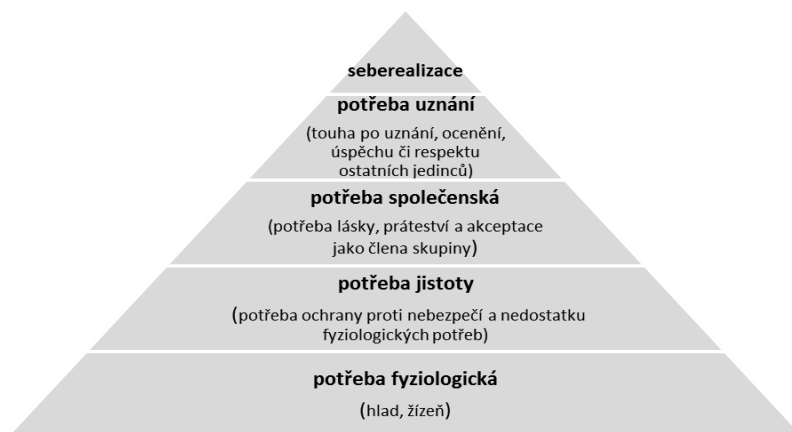 seberealizace
potřeba uznání
(touha po uznání, ocenění,
úspěchu či respektu
ostatních jedinců)
potřeba společenská
(potřeba lásky, práteství a akceptace
jako člena skupiny)
potřeba jistoty
(potřeba ochrany proti nebezpečí a nedostatku
fyziologických potřeb)
potřeba fyziologická
(hlad, žízeň)